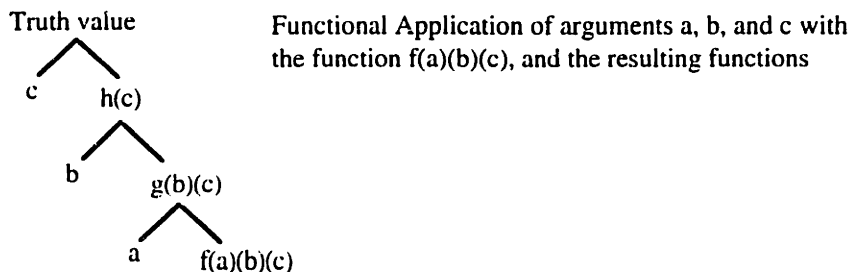 Truth value
Functional Application of arguments a, b, and c with
the function f(a)(b)(c), and the resulting functions
c
h(c)
b
g(b)(c)
a
f(a)(b)(c)